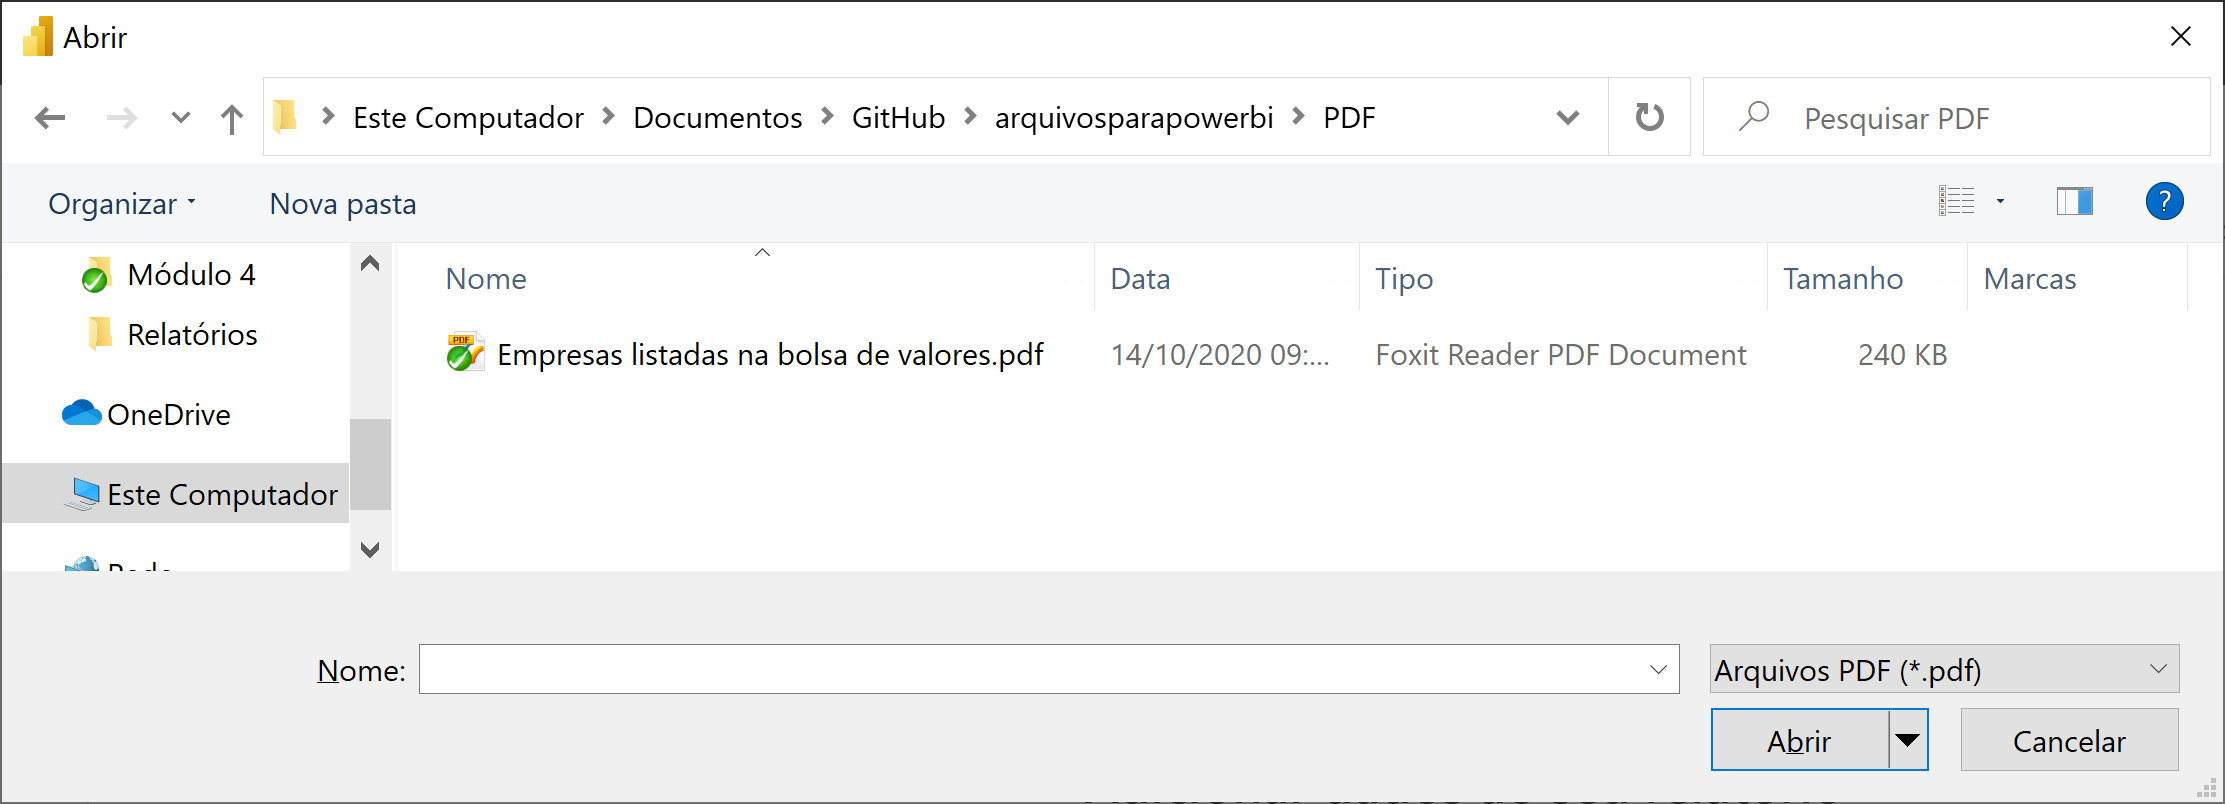 Abrir
Este Computador Documentos GitHub arquivosparapowerbi PDF
Pesquisar PDF
Organizar Nova pasta
?
Nome Data Tipo Tamanho Marcas
Módulo 4
Relatórios
OneDrive
Este Computador
PDF Empresas listadas na bolsa de valores.pdf 14/10/2020 09:... Foxit Reader PDF Document 240 KB
Nome: Arquivos PDF (*.pdf)
Abrir Cancelar